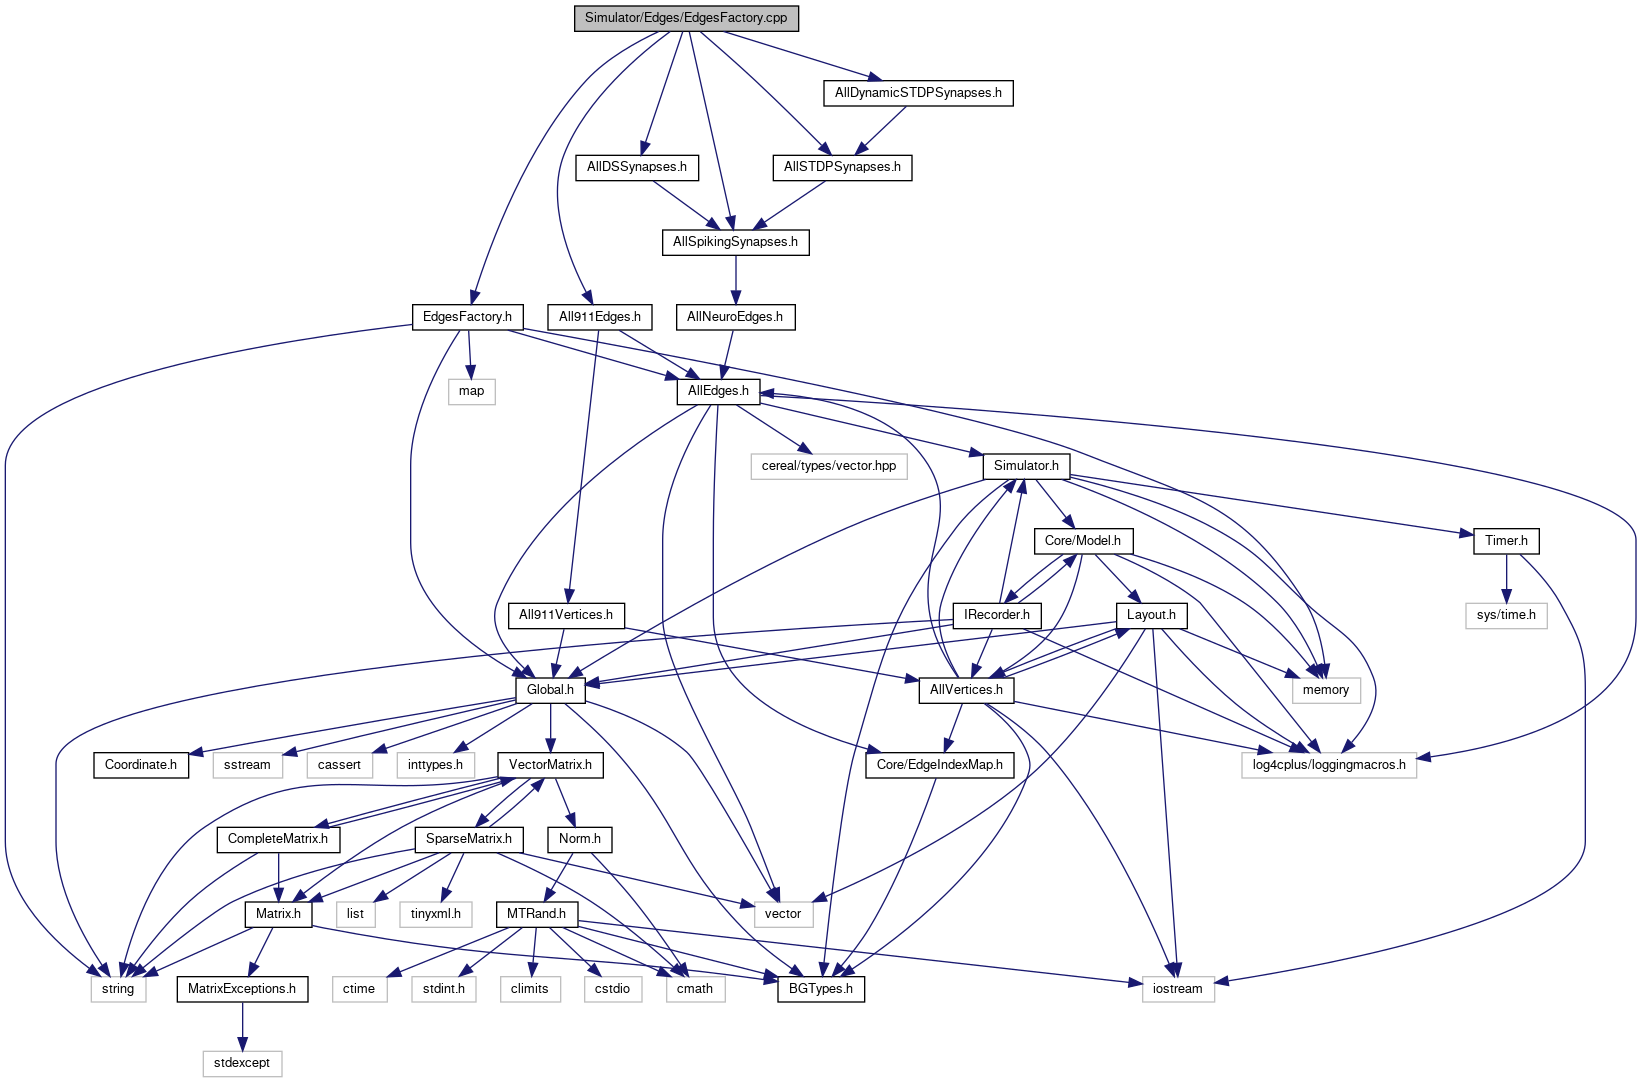 Simulator/Edges/EdgesFactory.cpp
AllDynamicSTDPSynapses.h
AllDSSynapses.h
AllSTDPSynapses.h
AllSpikingSynapses.h
EdgesFactory.h
All911Edges.h
AllNeuroEdges.h
map
AllEdges.h
cereal/types/vector.hpp
Simulator.h
Core/Model.h
Timer.h
All911Vertices.h
IRecorder.h
Layout.h
sys/time.h
Global.h
AllVertices.h
memory
Coordinate.h
sstream
cassert
inttypes.h
VectorMatrix.h
Core/EdgeIndexMap.h
log4cplus/loggingmacros.h
CompleteMatrix.h
SparseMatrix.h
Norm.h
Matrix.h
list
tinyxml.h
MTRand.h
vector
string
MatrixExceptions.h
ctime
stdint.h
climits
cstdio
cmath
BGTypes.h
iostream
stdexcept